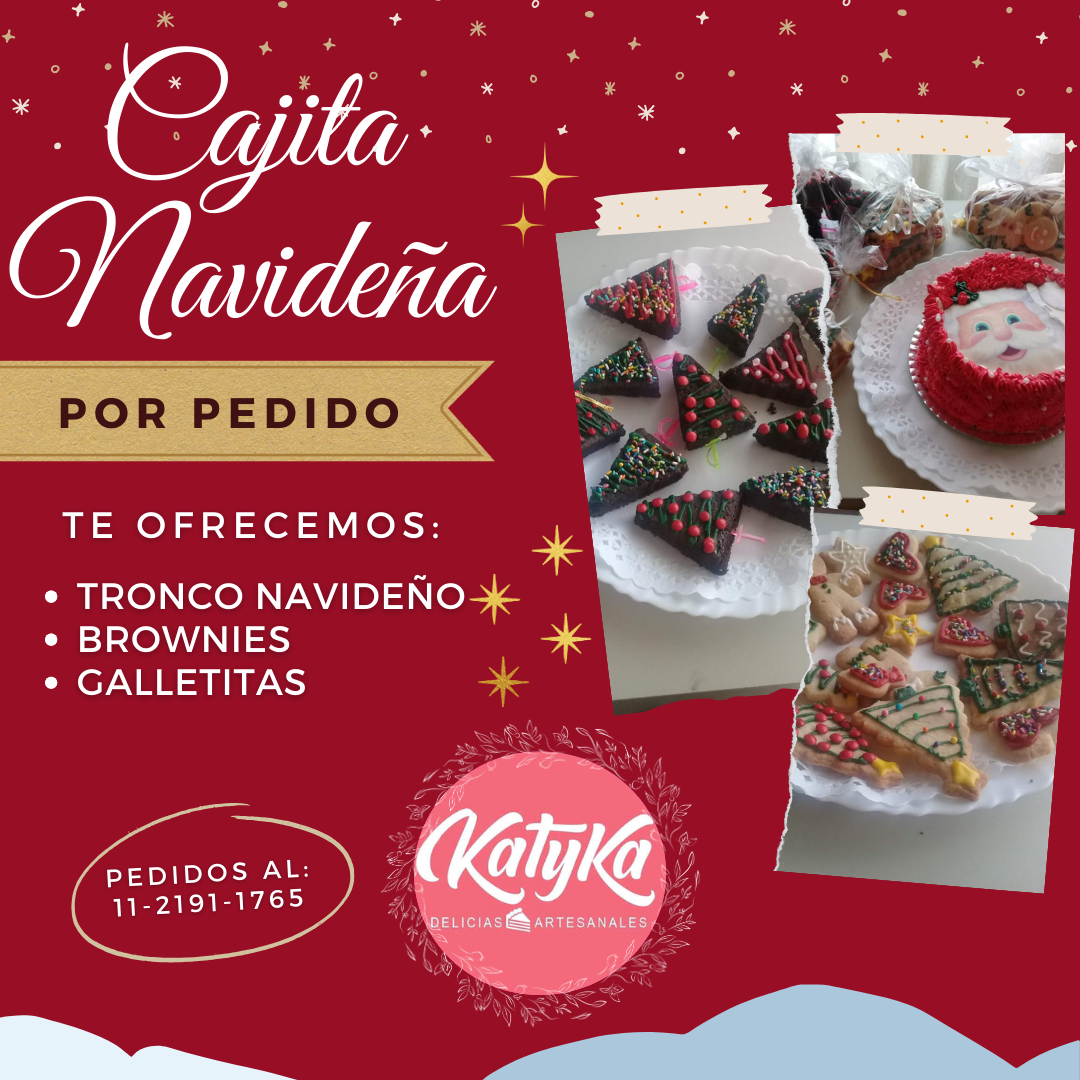 Cajita
Navideña
POR PEDIDO
TE OFRECEMOS:
• TRONCO NAVIDEÑO
• BROWNIES
• GALLETITAS
PEDIDOS AL:
11-2191-1765
KatyKa
DELICIAS ARTESANALES